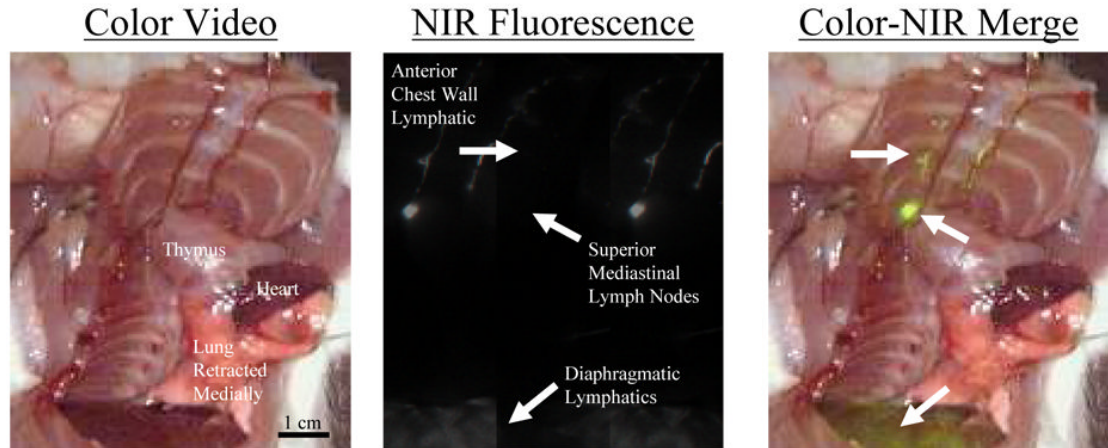 Color Video
NIR Fluorescence
Color-NIR Merge
Anterior
Chest Wall
Lymphatic
Thymus
Superior
Mediastinal
Lymph Nodes
Heart
Lung
Retracted
Medially
Diaphragmatic
Lymphatics
1 cm